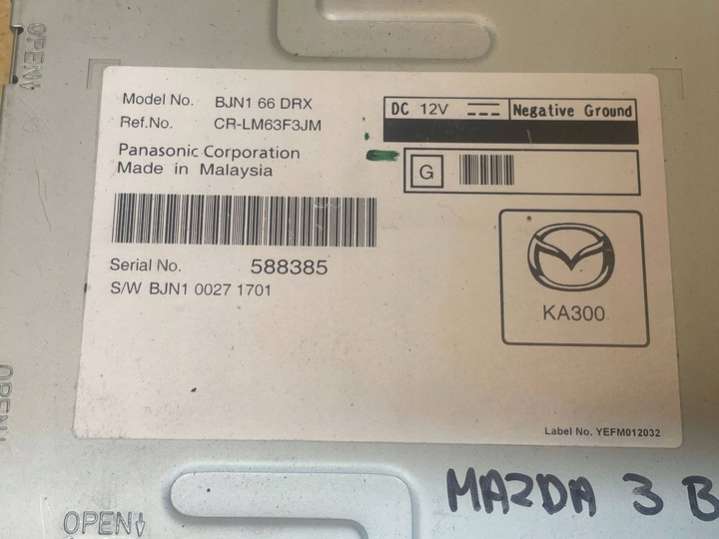 OPEN
Model No. BJN1 66 DRX
Ref.No. CR-LM63F3JM
DC 12V Negative Ground
Panasonic Corporation
Made in Malaysia
G
Serial No. 588385
S/W BJN1 0027 1701
KA300
OPEN
Label No. YEFM012032
MAZDA 3 B
OPEN